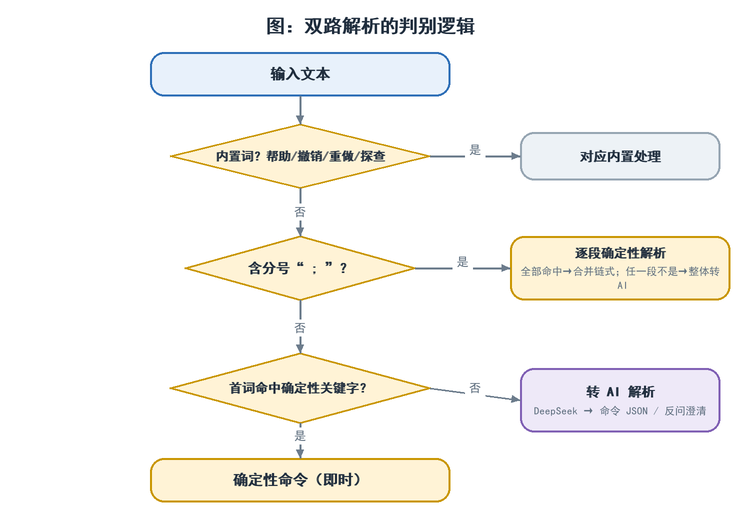 图：双路解析的判别逻辑
输入文本
内置词？帮助/撤销/重做/探查
是
对应内置处理
否
含分号“ ； ”？
是
逐段确定性解析
全部命中→合并链式；任一段不是→整体转
AI
否
首词命中确定性关键字？
否
转 AI 解析
DeepSeek → 命令 JSON / 反问澄清
是
确定性命令（即时）